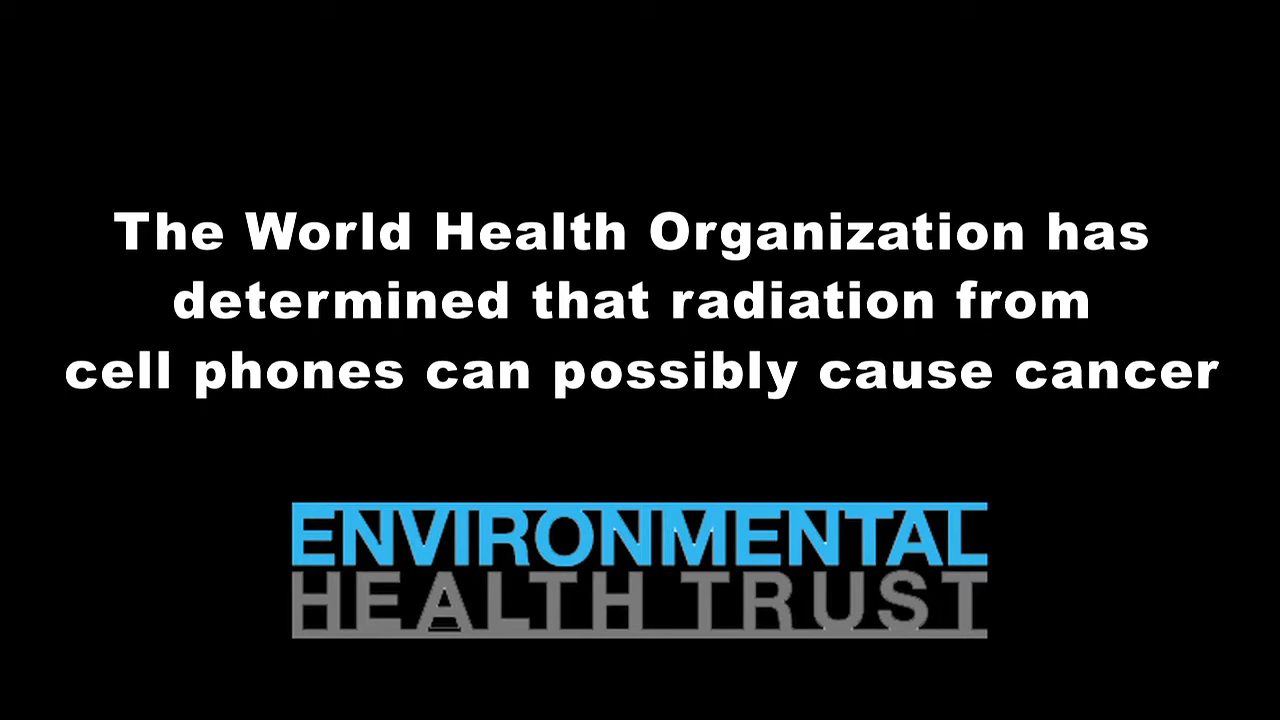 The World Health Organization has
determined that radiation from
cell phones can possibly cause cancer
ENVIRONMENTAL
HEALTH TRUST